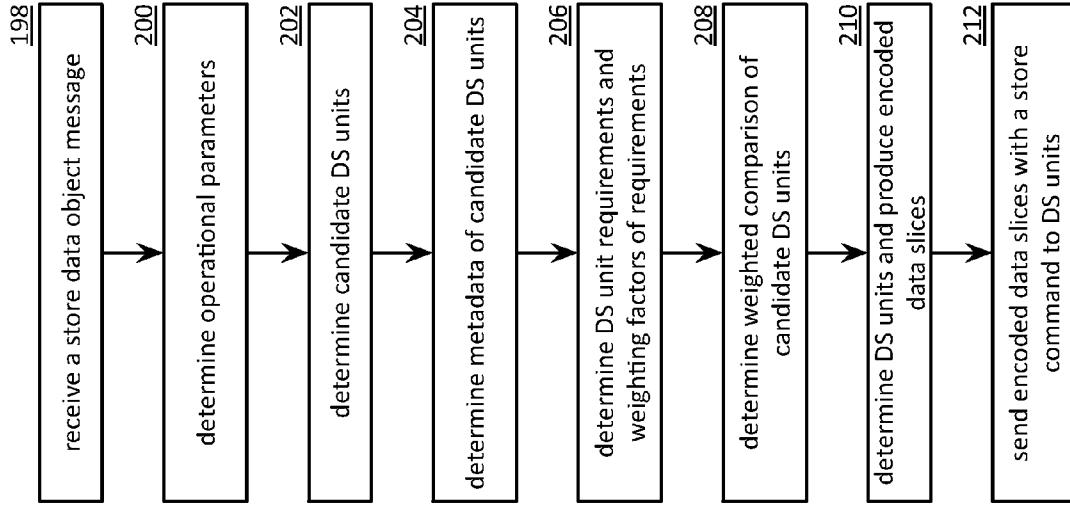 198
receive a store data object message
200
determine operational parameters
202
determine candidate DS units
204
determine metadata of candidate DS units
206
determine DS unit requirements and
weighting factors of requirements
208
determine weighted comparison of
candidate DS units
210
determine DS units and produce encoded
data slices
212
send encoded data slices with a store
command to DS units